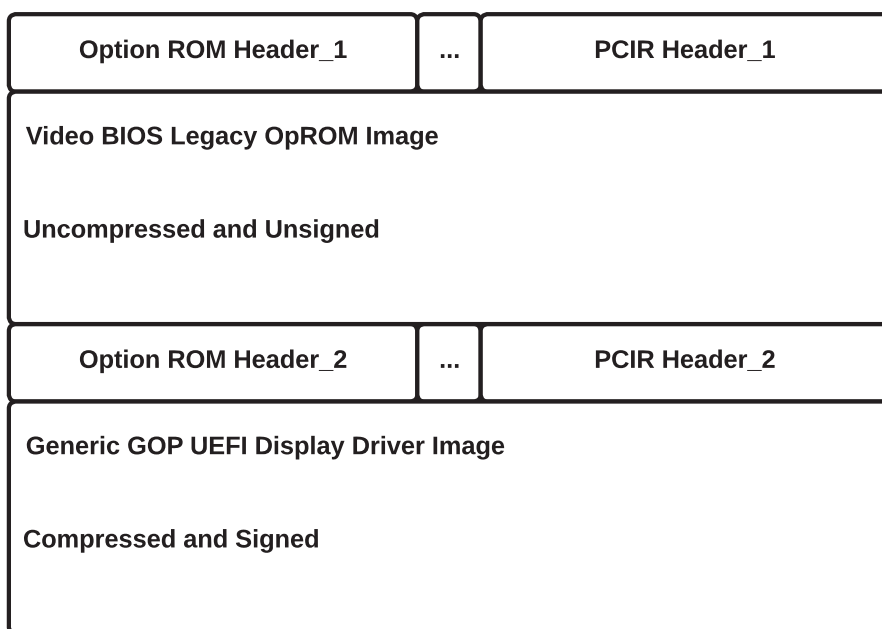 Option ROM Header_1 ... PCIR Header_1
Video BIOS Legacy OpROM Image
Uncompressed and Unsigned
Option ROM Header_2 ... PCIR Header_2
Generic GOP UEFI Display Driver Image
Compressed and Signed